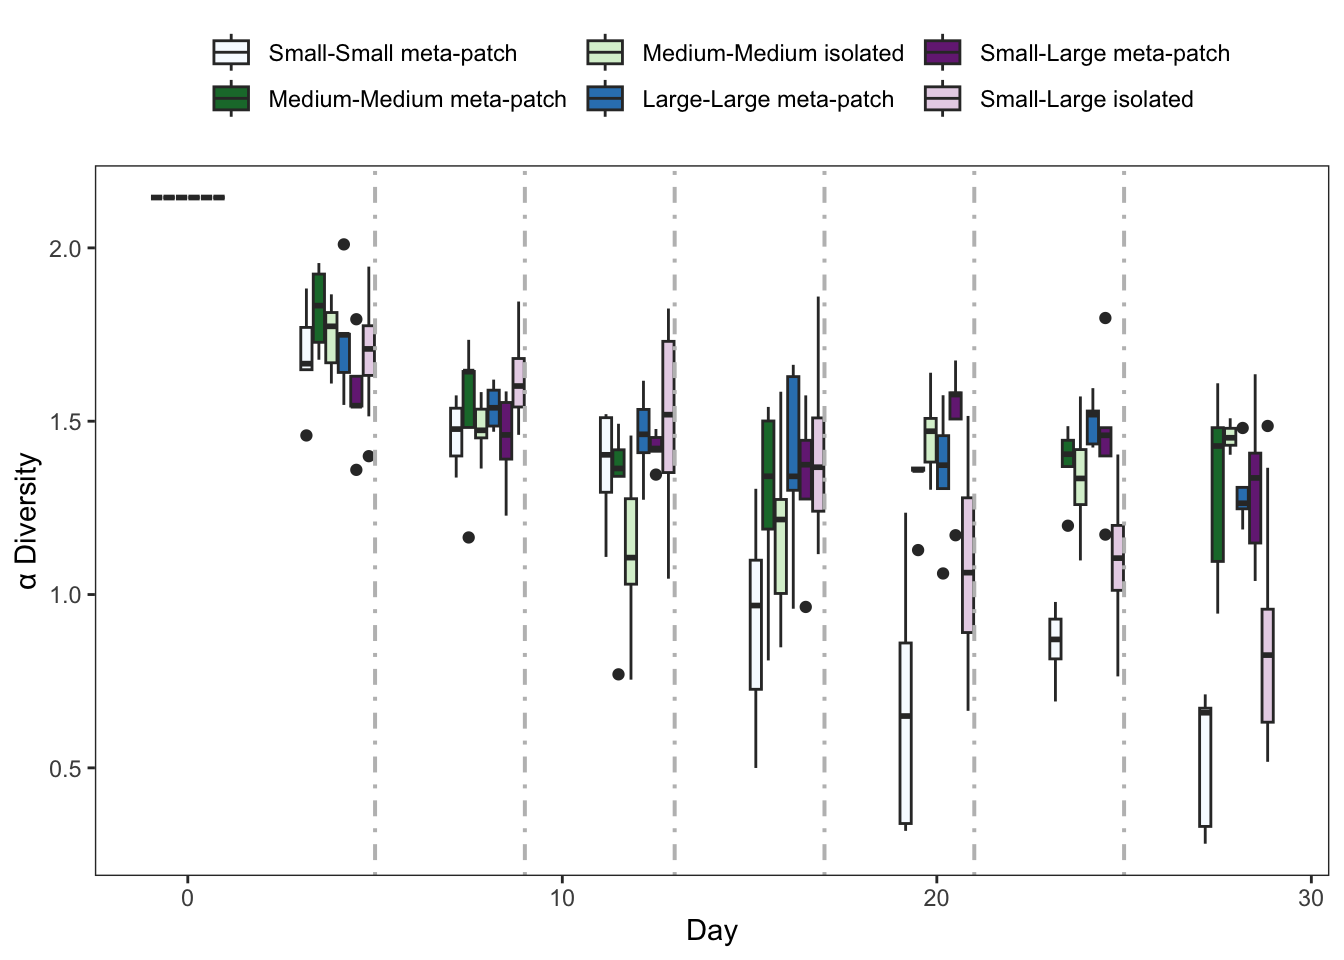 Small-Small meta-patch
Medium-Medium isolated
Small-Large meta-patch
Medium-Medium meta-patch
Large-Large meta-patch
Small-Large isolated
α Diversity
2.0
1.5
1.0
0.5
0
10
20
30
Day